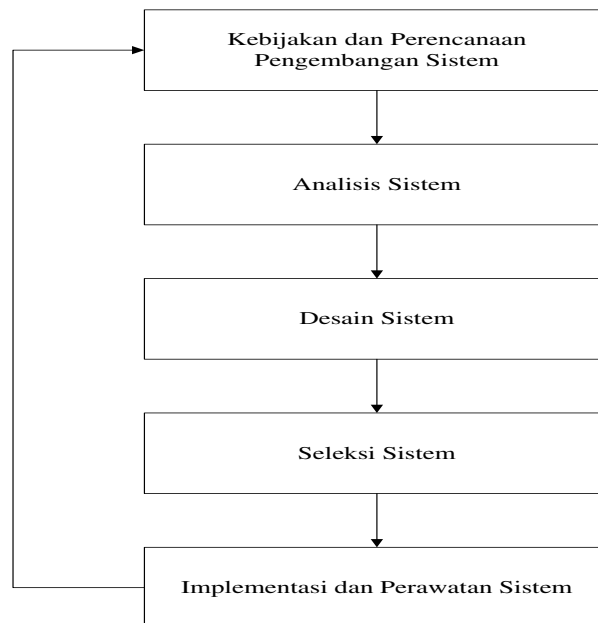 Kebijakan dan Perencanaan
Pengembangan Sistem
Analisis Sistem
Desain Sistem
Seleksi Sistem
Implementasi dan Perawatan Sistem